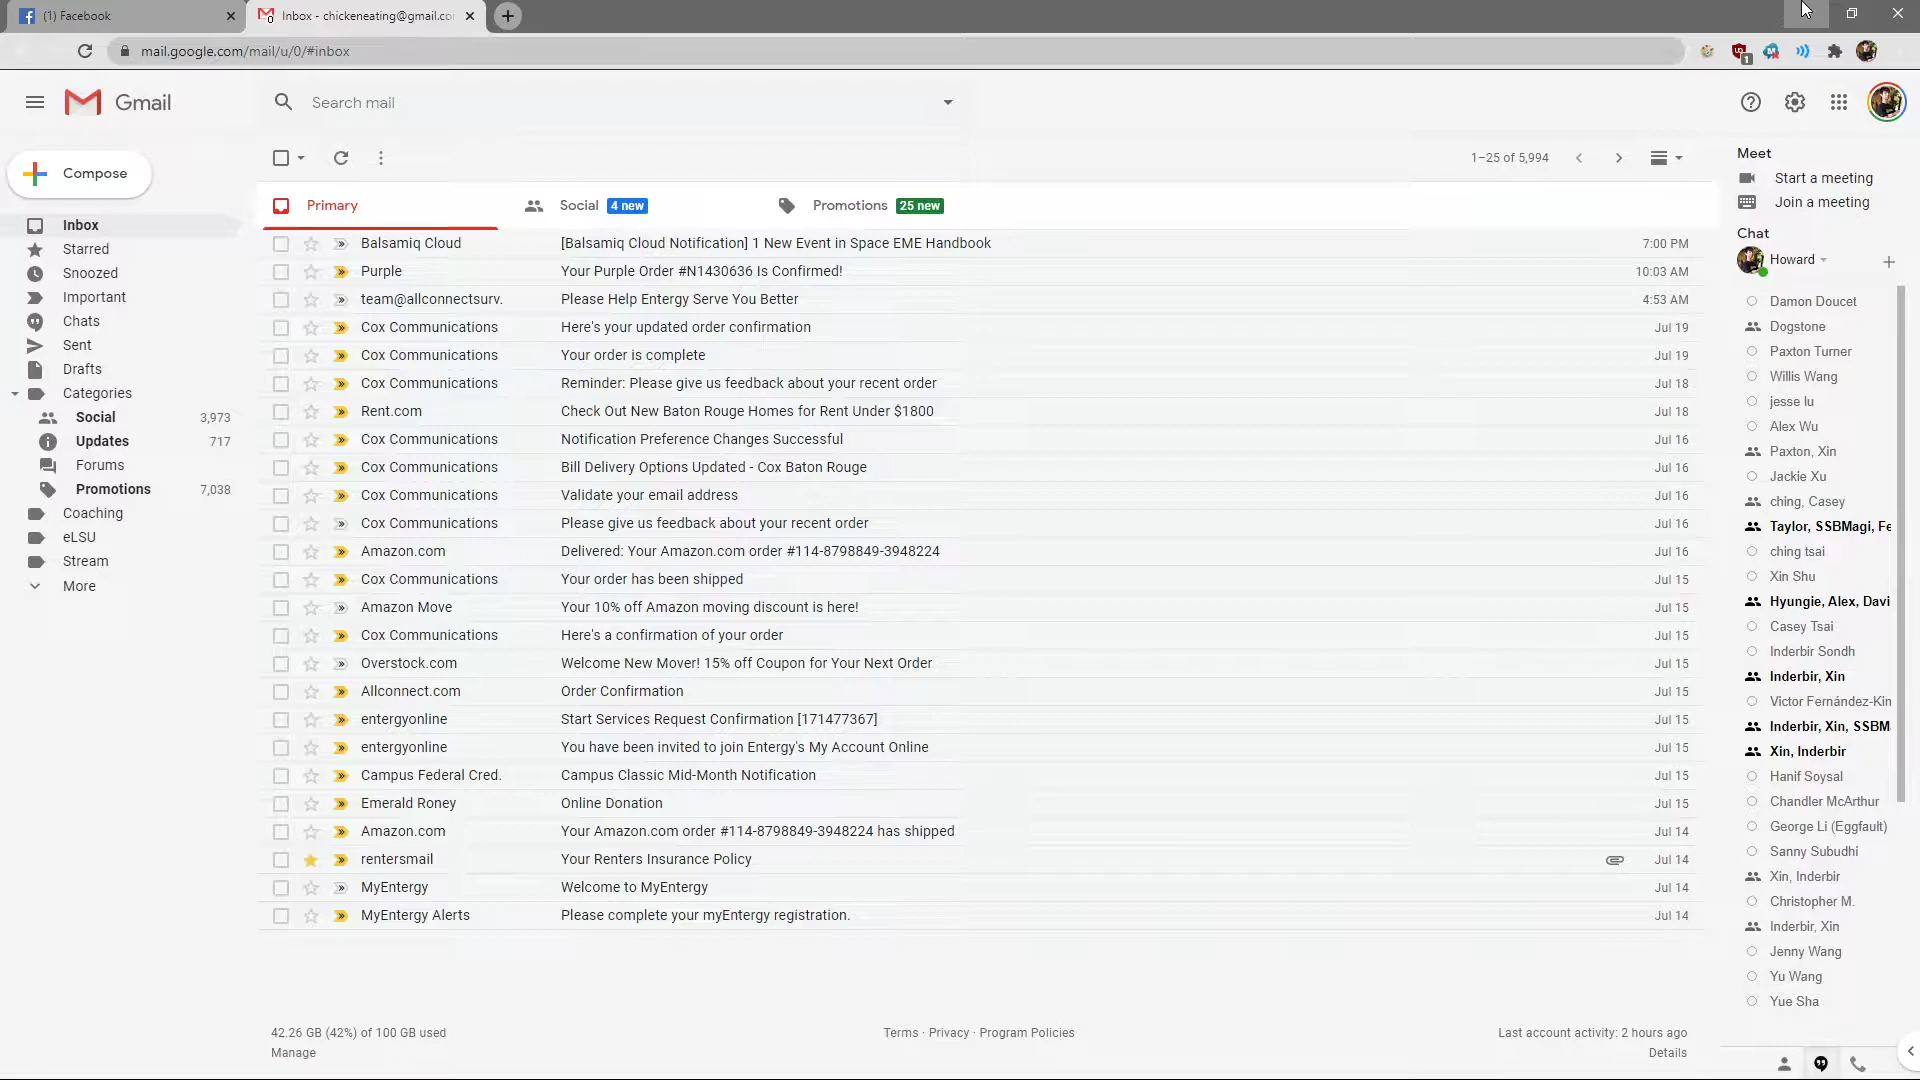 (1) Facebook
Inbox - chickeneating@gmail.co
mail.google.com/mail/u/0/#inbox
1
Gmail
Search mail
Compose
1–25 of 5,994
Primary
Social 4 new
Promotions 25 new
Inbox
Starred
Snoozed
Important
Chats
Sent
Drafts
Categories
Social 3,973
Updates 717
Forums
Promotions 7,038
Coaching
eLSU
Stream
More
Balsamiq Cloud [Balsamiq Cloud Notification] 1 New Event in Space EME Handbook 7:00 PM
Purple Your Purple Order #N1430636 Is Confirmed! 10:03 AM
team@allconnectsurv. Please Help Entergy Serve You Better 4:53 AM
Cox Communications Here's your updated order confirmation Jul 19
Cox Communications Your order is complete Jul 19
Cox Communications Reminder: Please give us feedback about your recent order Jul 18
Rent.com Check Out New Baton Rouge Homes for Rent Under $1800 Jul 18
Cox Communications Notification Preference Changes Successful Jul 16
Cox Communications Bill Delivery Options Updated - Cox Baton Rouge Jul 16
Cox Communications Validate your email address Jul 16
Cox Communications Please give us feedback about your recent order Jul 16
Amazon.com Delivered: Your Amazon.com order #114-8798849-3948224 Jul 16
Cox Communications Your order has been shipped Jul 15
Amazon Move Your 10% off Amazon moving discount is here! Jul 15
Cox Communications Here's a confirmation of your order Jul 15
Overstock.com Welcome New Mover! 15% off Coupon for Your Next Order Jul 15
Allconnect.com Order Confirmation Jul 15
entergyonline Start Services Request Confirmation [171477367] Jul 15
entergyonline You have been invited to join Entergy's My Account Online Jul 15
Campus Federal Cred. Campus Classic Mid-Month Notification Jul 15
Emerald Roney Online Donation Jul 15
Amazon.com Your Amazon.com order #114-8798849-3948224 has shipped Jul 14
rentersmail Your Renters Insurance Policy Jul 14
MyEntergy Welcome to MyEntergy Jul 14
MyEntergy Alerts Please complete your myEntergy registration. Jul 14
42.26 GB (42%) of 100 GB used
Manage
Terms · Privacy · Program Policies
Last account activity: 2 hours ago
Details
Meet
Start a meeting
Join a meeting
Chat
Howard
Damon Doucet
Dogstone
Paxton Turner
Willis Wang
jesse lu
Alex Wu
Paxton, Xin
Jackie Xu
ching, Casey
Taylor, SSBMagi, Fe
ching tsai
Xin Shu
Hyungie, Alex, Davi
Casey Tsai
Inderbir Sondh
Inderbir, Xin
Victor Fernández-Kin
Inderbir, Xin, SSBM
Xin, Inderbir
Hanif Soysal
Chandler McArthur
George Li (Eggfault)
Sanny Subudhi
Xin, Inderbir
Christopher M.
Inderbir, Xin
Jenny Wang
Yu Wang
Yue Sha